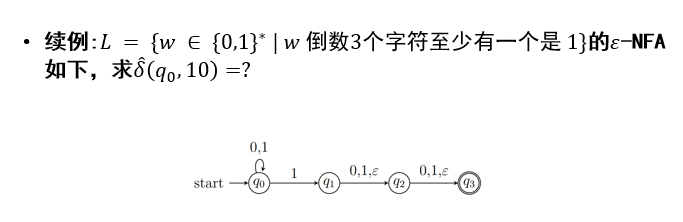 • 续例:L = {w ∈ {0,1}* | w 倒数3个字符至少有一个是 1}的ε-NFA
如下，求δ̂(q₀, 10) =?
0,1
start q₀ 1 q₁ 0,1,ε q₂ 0,1,ε q₃